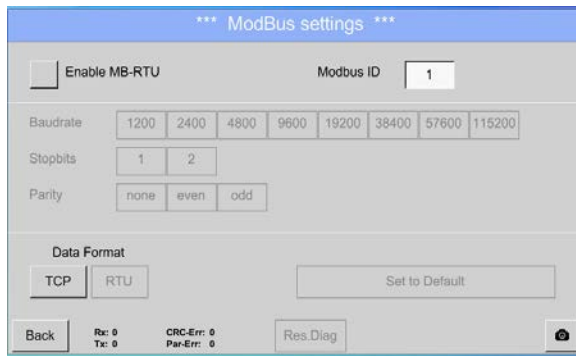 *** ModBus settings ***
Enable MB-RTU Modbus ID 1
Baudrate 1200 2400 4800 9600 19200 38400 57600 115200
Stopbits 1 2
Parity none even odd
Data Format
TCP RTU Set to Default
Back Rx: 0 CRC-Err: 0 Res.Diag
Tx: 0 Par-Err: 0